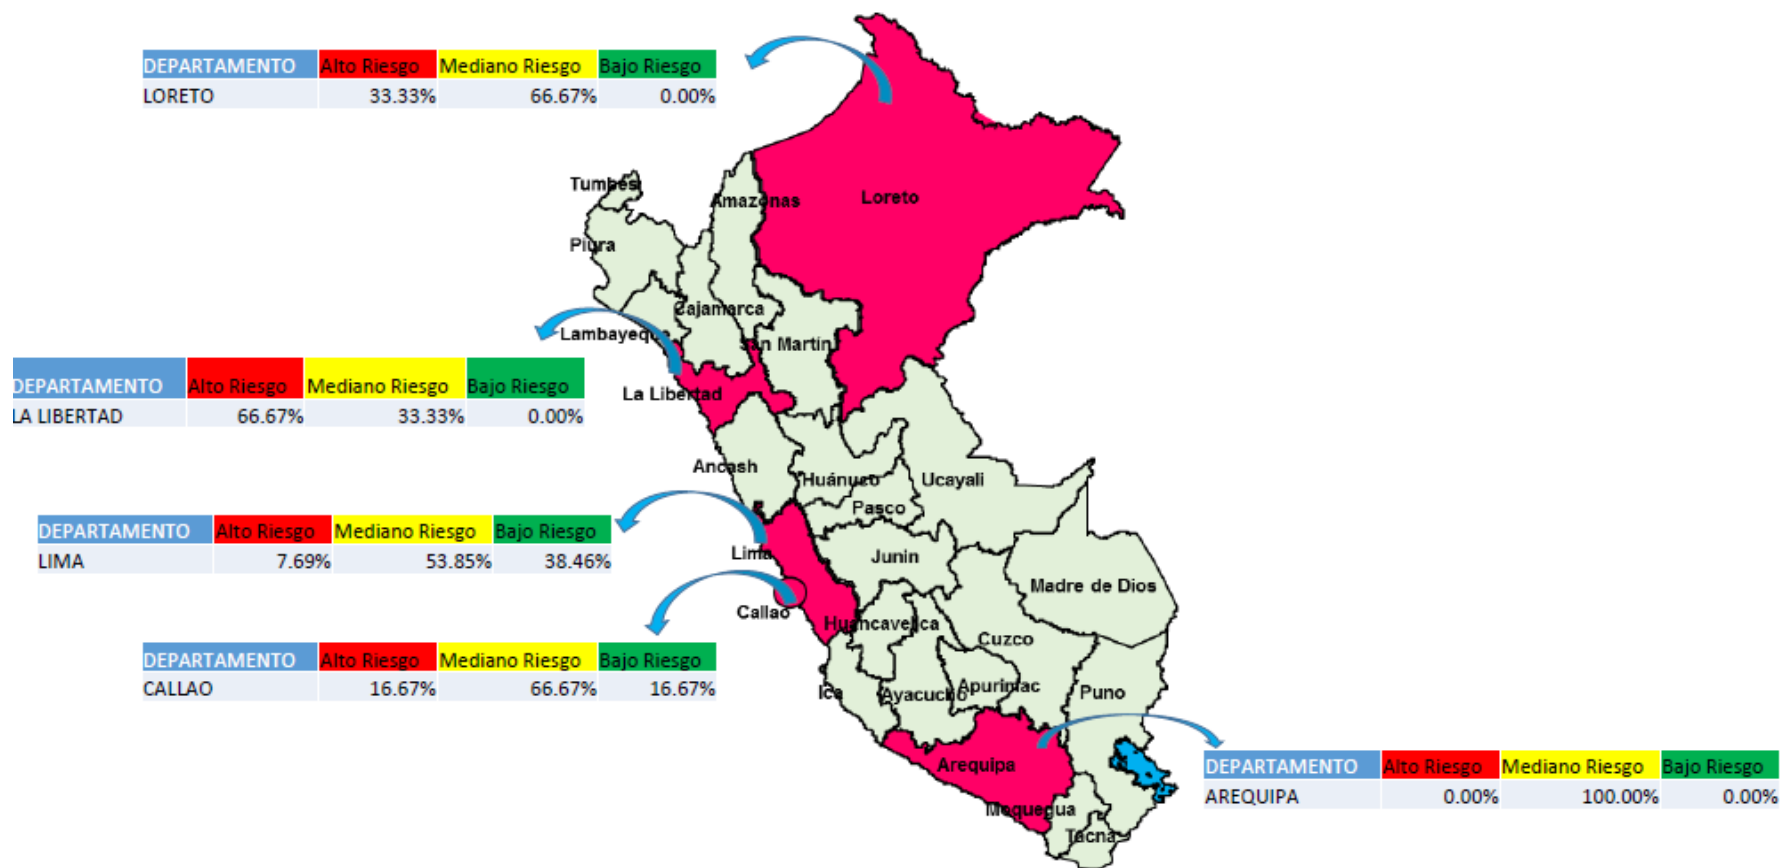 DEPARTAMENTO Alto Riesgo Mediano Riesgo Bajo Riesgo
LORETO 33.33% 66.67% 0.00%
Tumbes
Amazonas
Loreto
Piura
Cajamarca
Lambayeque
San Martín
DEPARTAMENTO Alto Riesgo Mediano Riesgo Bajo Riesgo
LA LIBERTAD 66.67% 33.33% 0.00%
La Libertad
Ancash
Huánuco
Ucayali
Pasco
DEPARTAMENTO Alto Riesgo Mediano Riesgo Bajo Riesgo
LIMA 7.69% 53.85% 38.46%
Lima
Junin
Madre de Dios
Callao
Huancavelica
Cuzco
DEPARTAMENTO Alto Riesgo Mediano Riesgo Bajo Riesgo
CALLAO 16.67% 66.67% 16.67%
Ica
Ayacucho
Apurimac
Puno
Arequipa
DEPARTAMENTO Alto Riesgo Mediano Riesgo Bajo Riesgo
AREQUIPA 0.00% 100.00% 0.00%
Moquegua
Tacna